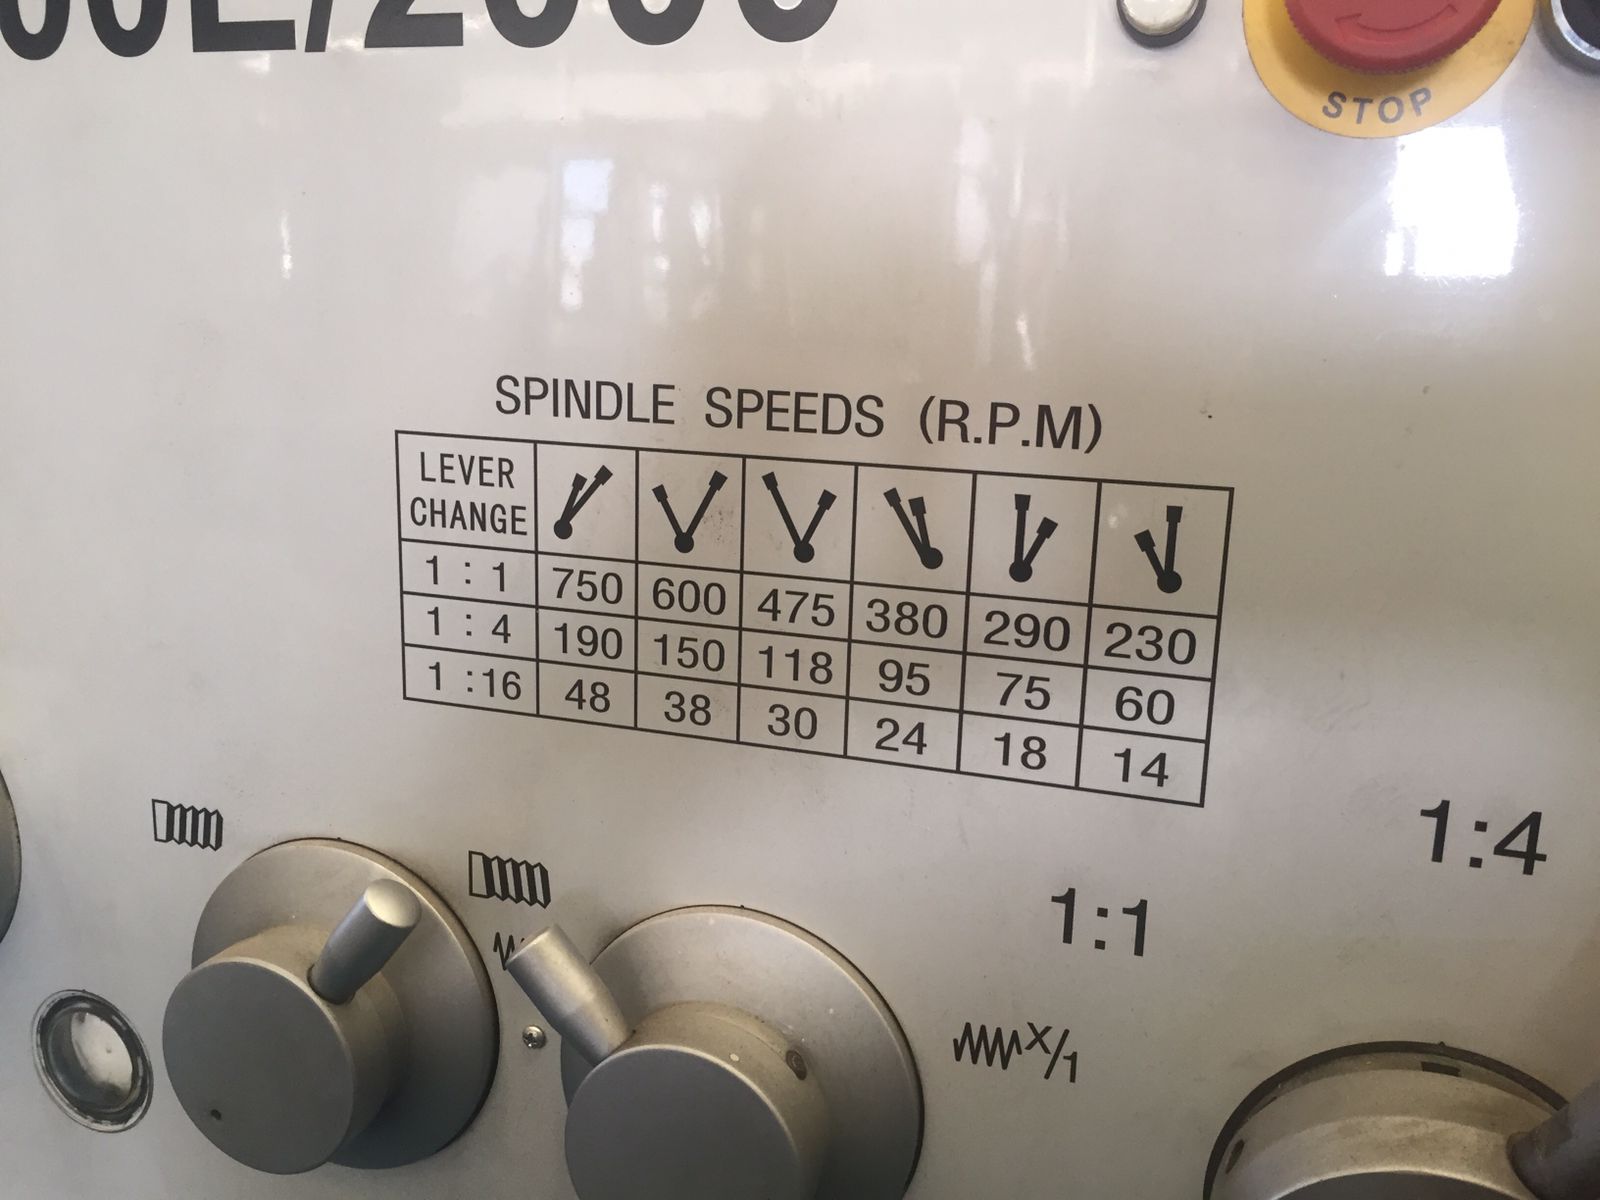 STOP
SPINDLE SPEEDS (R.P.M)
LEVER
CHANGE
1 : 1 750 600 475 380 290 230
1 : 4 190 150 118 95 75 60
1 :16 48 38 30 24 18 14
1:4
1:1
X/1